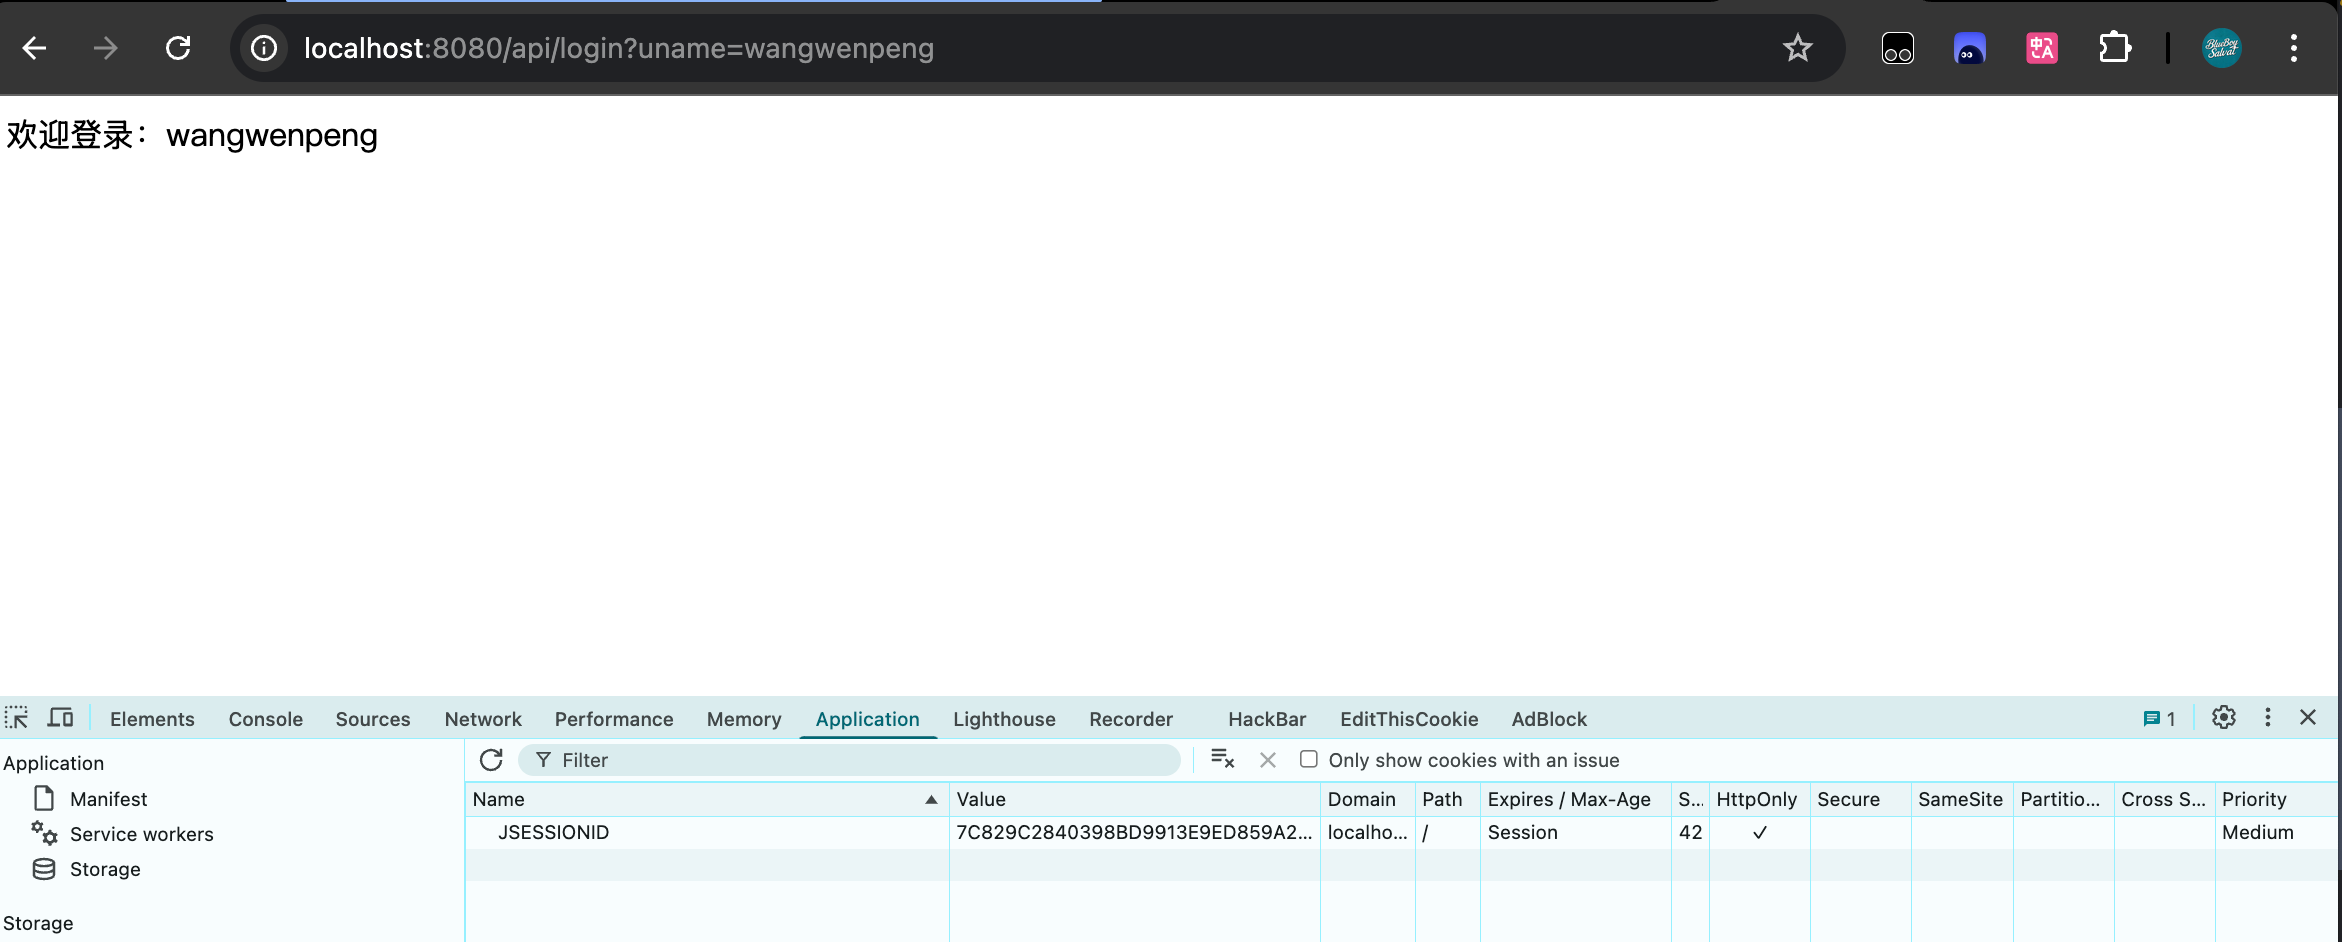 localhost:8080/api/login?uname=wangwenpeng
BlueBoy Salvat
欢迎登录：wangwenpeng
Elements Console Sources Network Performance Memory Application Lighthouse Recorder HackBar EditThisCookie AdBlock 1
Application
Manifest
Service workers
Storage
Storage
Filter Only show cookies with an issue
Name Value Domain Path Expires / Max-Age S... HttpOnly Secure SameSite Partitio... Cross S... Priority
JSESSIONID 7C829C2840398BD9913E9ED859A2... localho... / Session 42 ✓ Medium